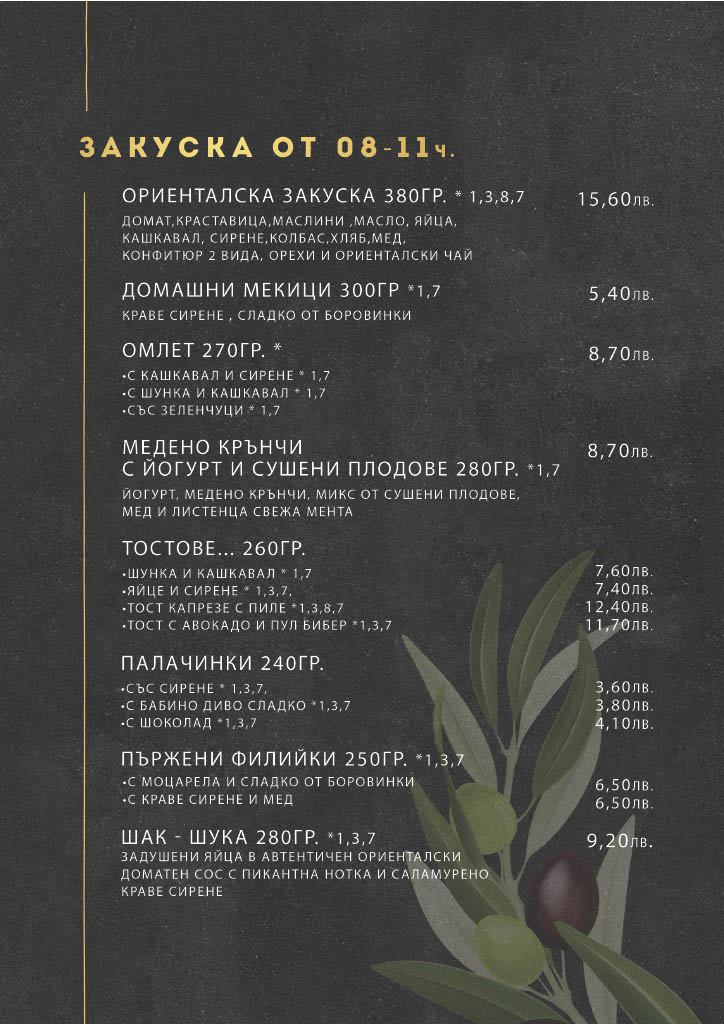 ЗАКУСКА ОТ 08-11ч.
ОРИЕНТАЛСКА ЗАКУСКА 380ГР. * 1,3,8,7 15,60ЛВ.
ДОМАТ,КРАСТАВИЦА,МАСЛИНИ ,МАСЛО, ЯЙЦА,
КАШКАВАЛ, СИРЕНЕ,КОЛБАС,ХЛЯБ,МЕД,
КОНФИТЮР 2 ВИДА, ОРЕХИ И ОРИЕНТАЛСКИ ЧАЙ
ДОМАШНИ МЕКИЦИ 300ГР *1,7 5,40ЛВ.
КРАВЕ СИРЕНЕ , СЛАДКО ОТ БОРОВИНКИ
ОМЛЕТ 270ГР. * 8,70ЛВ.
•С КАШКАВАЛ И СИРЕНЕ * 1,7
•С ШУНКА И КАШКАВАЛ * 1,7
•СЪС ЗЕЛЕНЧУЦИ * 1,7
МЕДЕНО КРЪНЧИ 8,70ЛВ.
С ЙОГУРТ И СУШЕНИ ПЛОДОВЕ 280ГР. *1,7
ЙОГУРТ, МЕДЕНО КРЪНЧИ, МИКС ОТ СУШЕНИ ПЛОДОВЕ,
МЕД И ЛИСТЕНЦА СВЕЖА МЕНТА
ТОСТОВЕ... 260ГР.
•ШУНКА И КАШКАВАЛ * 1,7 7,60ЛВ.
•ЯЙЦЕ И СИРЕНЕ * 1,3,7, 7,40ЛВ.
•ТОСТ КАПРЕЗЕ С ПИЛЕ *1,3,8,7 12,40ЛВ.
•ТОСТ С АВОКАДО И ПУЛ БИБЕР *1,3,7 11,70ЛВ.
ПАЛАЧИНКИ 240ГР.
•СЪС СИРЕНЕ * 1,3,7, 3,60ЛВ.
•С БАБИНО ДИВО СЛАДКО *1,3,7 3,80ЛВ.
•С ШОКОЛАД *1,3,7 4,10ЛВ.
ПЪРЖЕНИ ФИЛИЙКИ 250ГР. *1,3,7
•С МОЦАРЕЛА И СЛАДКО ОТ БОРОВИНКИ 6,50ЛВ.
•С КРАВЕ СИРЕНЕ И МЕД 6,50ЛВ.
ШАК - ШУКА 280ГР. *1,3,7 9,20лв.
ЗАДУШЕНИ ЯЙЦА В АВТЕНТИЧЕН ОРИЕНТАЛСКИ
ДОМАТЕН СОС С ПИКАНТНА НОТКА И САЛАМУРЕНО
КРАВЕ СИРЕНЕ